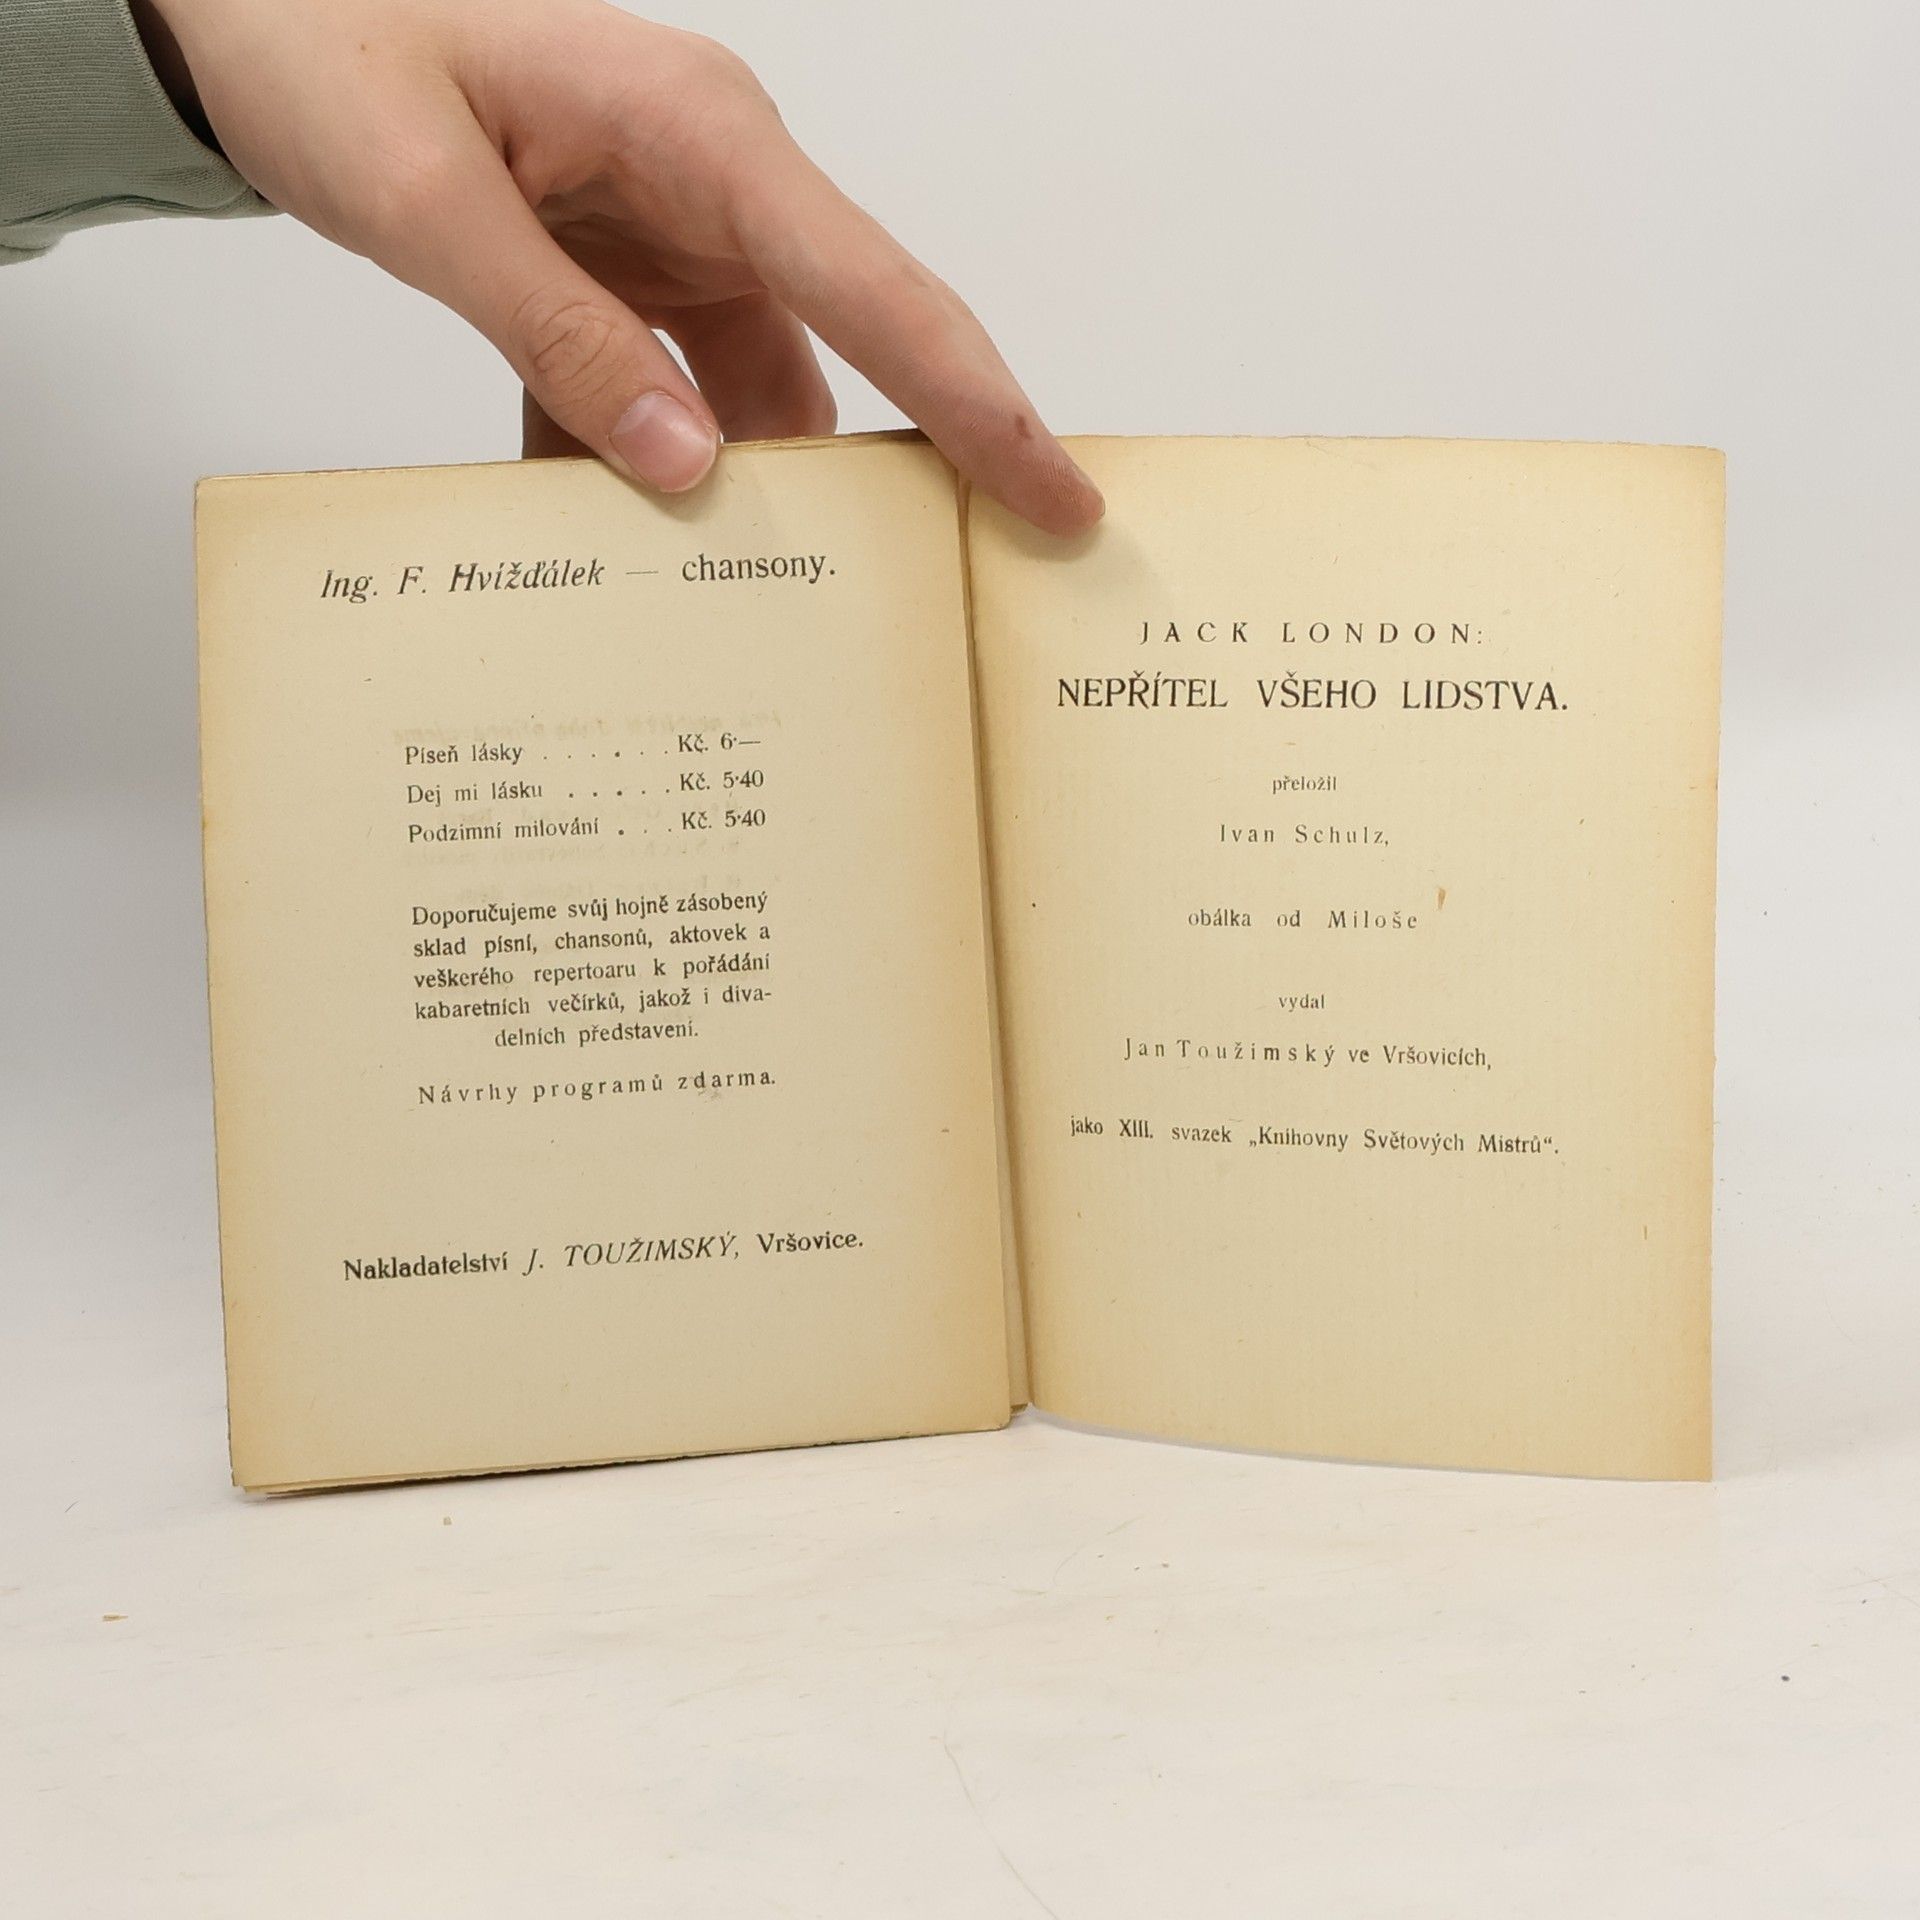 Ing. F. Hvížďálek — chansony.
Píseň lásky . . . . . . Kč. 6·—
Dej mi lásku . . . . . Kč. 5·40
Podzimní milování . . . Kč. 5·40
Doporučujeme svůj hojně zásobený
sklad písní, chansonů, aktovek a
veškerého repertoaru k pořádání
kabaretních večírků, jakož i diva-
delních představení.
Návrhy programů zdarma.
Nakladatelství J. TOUŽIMSKÝ, Vršovice.
JACK LONDON:
NEPŘÍTEL VŠEHO LIDSTVA.
přeložil
Ivan Schulz,
obálka od Miloše
vydal
Jan Toužimský ve Vršovicích,
jako XIII. svazek „Knihovny Světových Mistrů“.